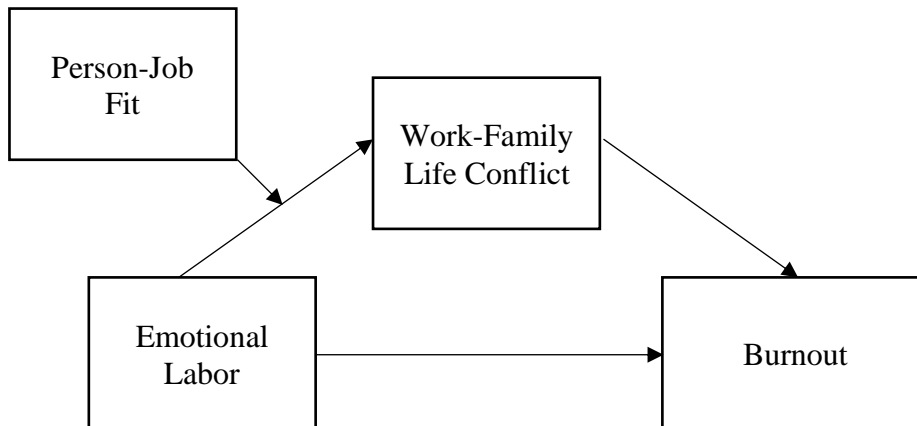 Person-Job
Fit
Work-Family
Life Conflict
Emotional
Labor
Burnout